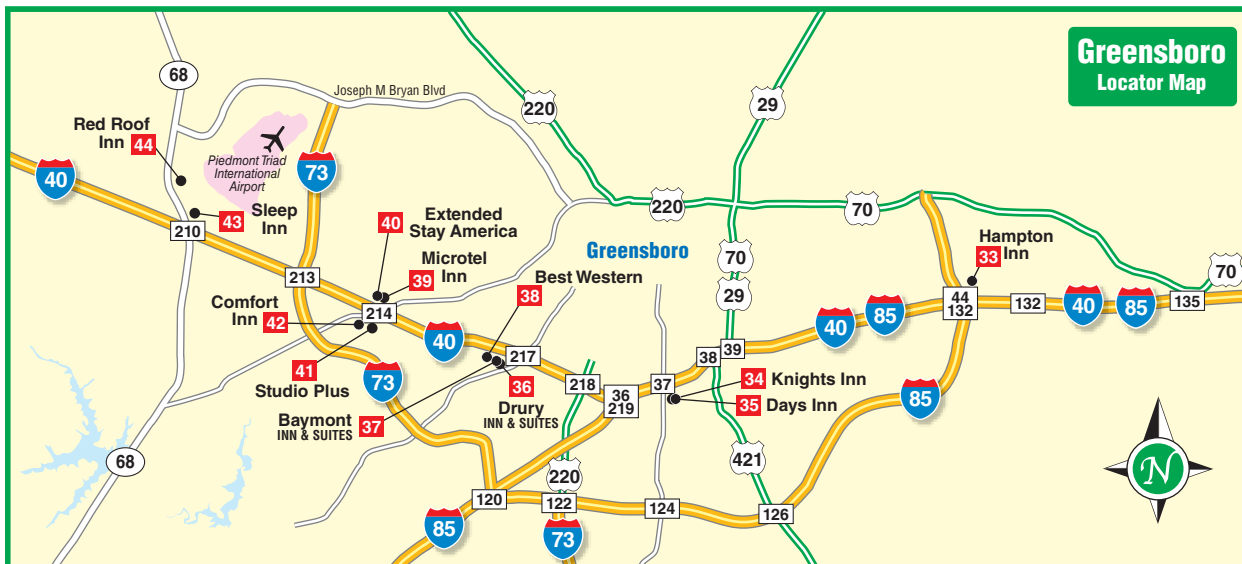 Greensboro
Locator Map
68
Joseph M Bryan Blvd
220
29
Red Roof
Inn 44
Piedmont Triad
International
Airport
73
40
43 Sleep
Inn
210
40 Extended
Stay America
220
70
Greensboro
Hampton
33 Inn
Microtel
39 Inn
Best Western
38
70
70
213
29
44
132
132
40
85
135
Comfort
Inn 42
214
40
85
40
217
38
39
41
Studio Plus
73
218
36
219
37
34 Knights Inn
35 Days Inn
85
36
Drury
INN & SUITES
Baymont
INN & SUITES
37
421
68
220
120
122
124
126
85
73
N